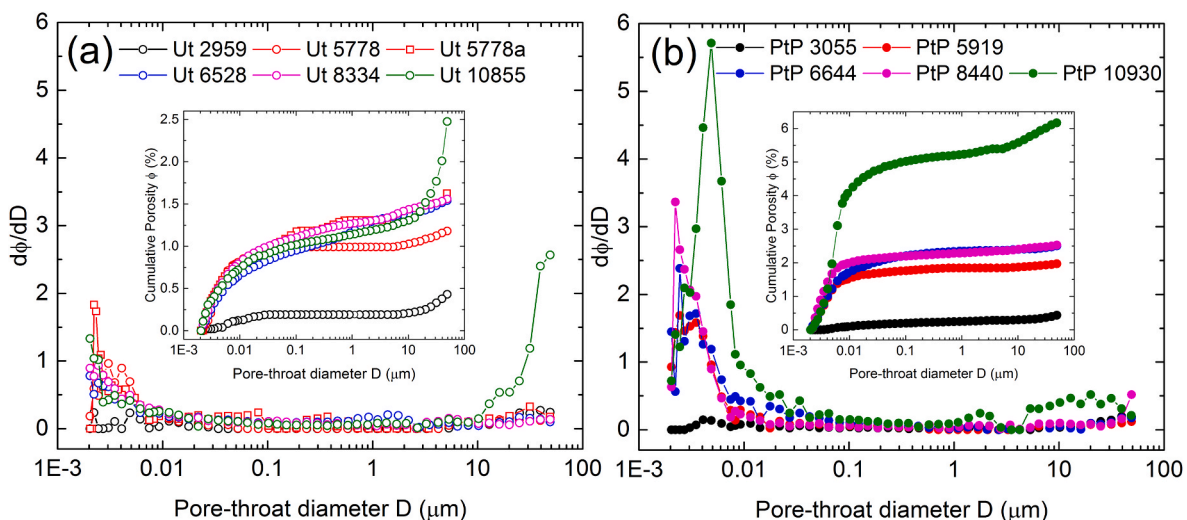 (a)
Ut 2959 Ut 5778 Ut 5778a
Ut 6528 Ut 8334 Ut 10855
dϕ/dD
6
5
4
3
2
1
0
1E-3 0.01 0.1 1 10 100
Pore-throat diameter D (μm)
Cumulative Porosity ϕ (%)
2.5
2.0
1.5
1.0
0.5
0.0
1E-3 0.01 0.1 1 10 100
Pore-throat diameter D (μm)
(b)
PtP 3055 PtP 5919
PtP 6644 PtP 8440 PtP 10930
dϕ/dD
6
5
4
3
2
1
0
1E-3 0.01 0.1 1 10 100
Pore-throat diameter D (μm)
Cumulative Porosity ϕ (%)
6
5
4
3
2
1
0
1E-3 0.01 0.1 1 10 100
Pore-throat diameter D (μm)